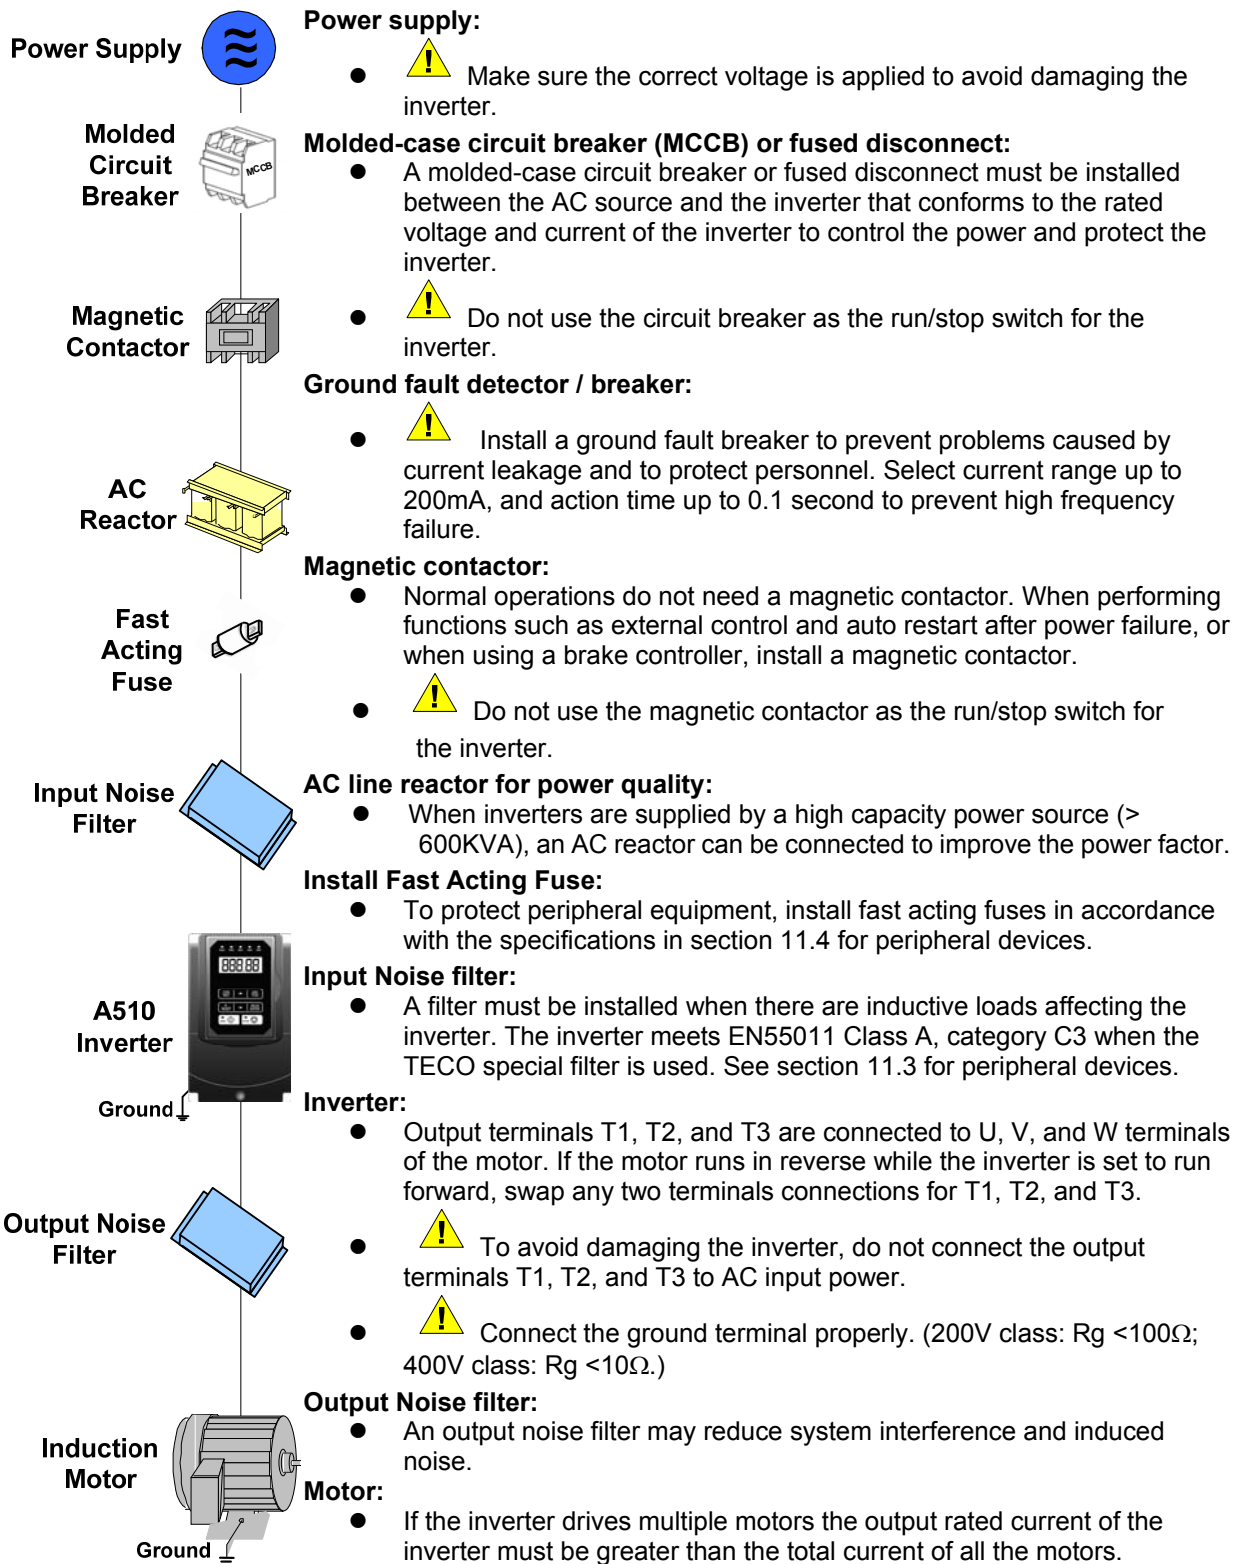 Power Supply
Molded
Circuit
Breaker
MCCB
Magnetic
Contactor
AC
Reactor
Fast
Acting
Fuse
Input Noise
Filter
A510
Inverter
Ground
Output Noise
Filter
Induction
Motor
Ground
Power supply:
● ! Make sure the correct voltage is applied to avoid damaging the
inverter.
Molded-case circuit breaker (MCCB) or fused disconnect:
● A molded-case circuit breaker or fused disconnect must be installed
between the AC source and the inverter that conforms to the rated
voltage and current of the inverter to control the power and protect the
inverter.
● ! Do not use the circuit breaker as the run/stop switch for the
inverter.
Ground fault detector / breaker:
● ! Install a ground fault breaker to prevent problems caused by
current leakage and to protect personnel. Select current range up to
200mA, and action time up to 0.1 second to prevent high frequency
failure.
Magnetic contactor:
● Normal operations do not need a magnetic contactor. When performing
functions such as external control and auto restart after power failure, or
when using a brake controller, install a magnetic contactor.
● ! Do not use the magnetic contactor as the run/stop switch for
the inverter.
AC line reactor for power quality:
● When inverters are supplied by a high capacity power source (>
600KVA), an AC reactor can be connected to improve the power factor.
Install Fast Acting Fuse:
● To protect peripheral equipment, install fast acting fuses in accordance
with the specifications in section 11.4 for peripheral devices.
Input Noise filter:
● A filter must be installed when there are inductive loads affecting the
inverter. The inverter meets EN55011 Class A, category C3 when the
TECO special filter is used. See section 11.3 for peripheral devices.
Inverter:
● Output terminals T1, T2, and T3 are connected to U, V, and W terminals
of the motor. If the motor runs in reverse while the inverter is set to run
forward, swap any two terminals connections for T1, T2, and T3.
● ! To avoid damaging the inverter, do not connect the output
terminals T1, T2, and T3 to AC input power.
● ! Connect the ground terminal properly. (200V class: Rg <100Ω;
400V class: Rg <10Ω.)
Output Noise filter:
● An output noise filter may reduce system interference and induced
noise.
Motor:
● If the inverter drives multiple motors the output rated current of the
inverter must be greater than the total current of all the motors.